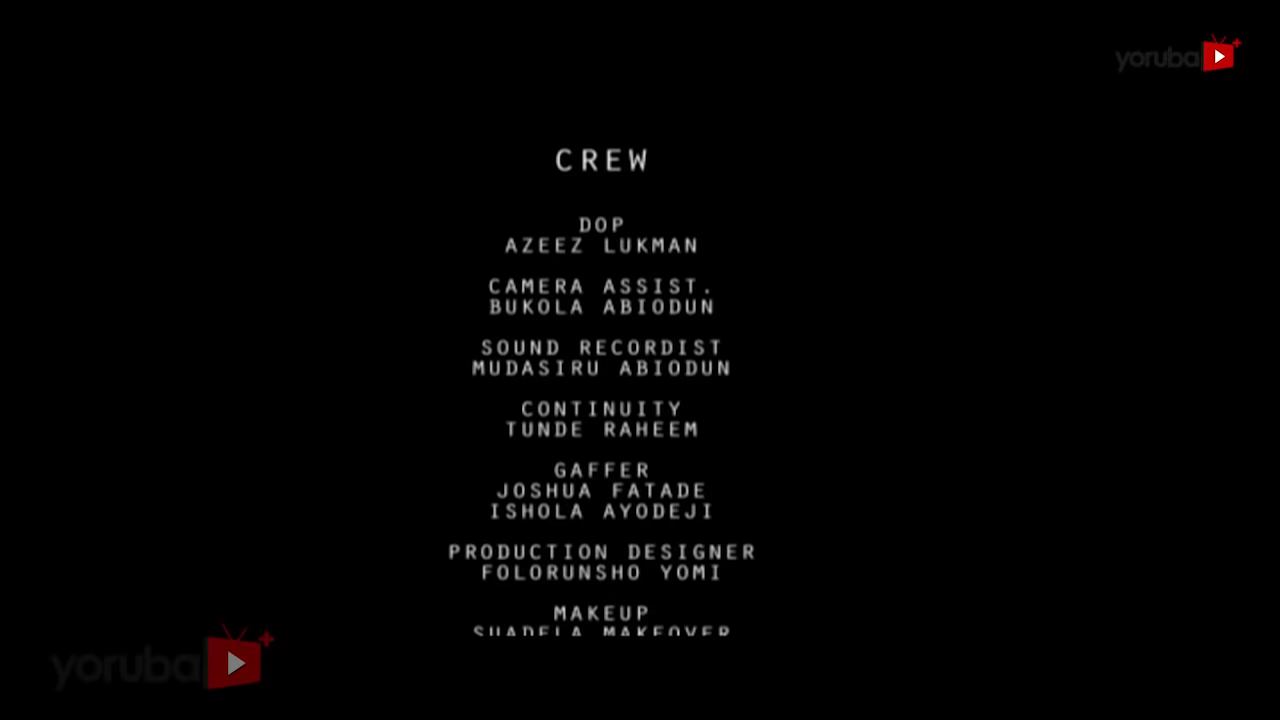 yoruba
CREW
DOP
AZEEZ LUKMAN
CAMERA ASSIST.
BUKOLA ABIODUN
SOUND RECORDIST
MUDASIRU ABIODUN
CONTINUITY
TUNDE RAHEEM
GAFFER
JOSHUA FATADE
ISHOLA AYODEJI
PRODUCTION DESIGNER
FOLORUNSHO YOMI
MAKEUP
MAKEOVER
yoruba